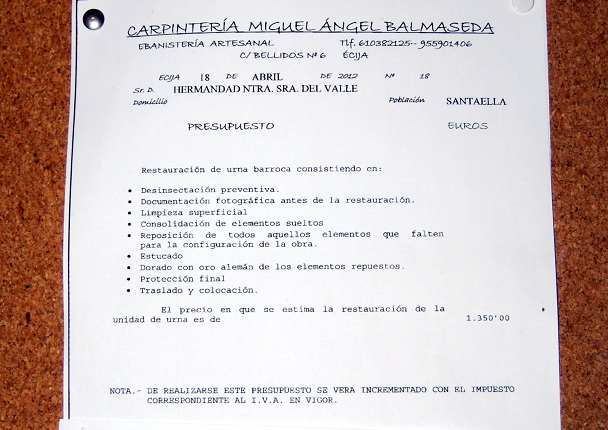 CARPINTERÍA MIGUEL ÁNGEL BALMASEDA
EBANISTERÍA ARTESANAL Tlf. 610382125-- 955901406
C/ BELLIDOS Nº 6 ÉCIJA
ECIJA 18 DE ABRIL DE 2012 Nº 18
Sr. D. HERMANDAD NTRA. SRA. DEL VALLE
Domicilio Población SANTAELLA
PRESUPUESTO EUROS
Restauración de urna barroca consistiendo en:
• Desinsectación preventiva.
• Documentación fotográfica antes de la restauración.
• Limpieza superficial
• Consolidación de elementos sueltos
• Reposición de todos aquellos elementos que falten
para la configuración de la obra.
• Estucado
• Dorado con oro alemán de los elementos repuestos.
• Protección final
• Traslado y colocación.
El precio en que se estima la restauración de la
unidad de urna es de 1.350'00
NOTA.- DE REALIZARSE ESTE PRESUPUESTO SE VERA INCREMENTADO CON EL IMPUESTO
CORRESPONDIENTE AL I.V.A. EN VIGOR.